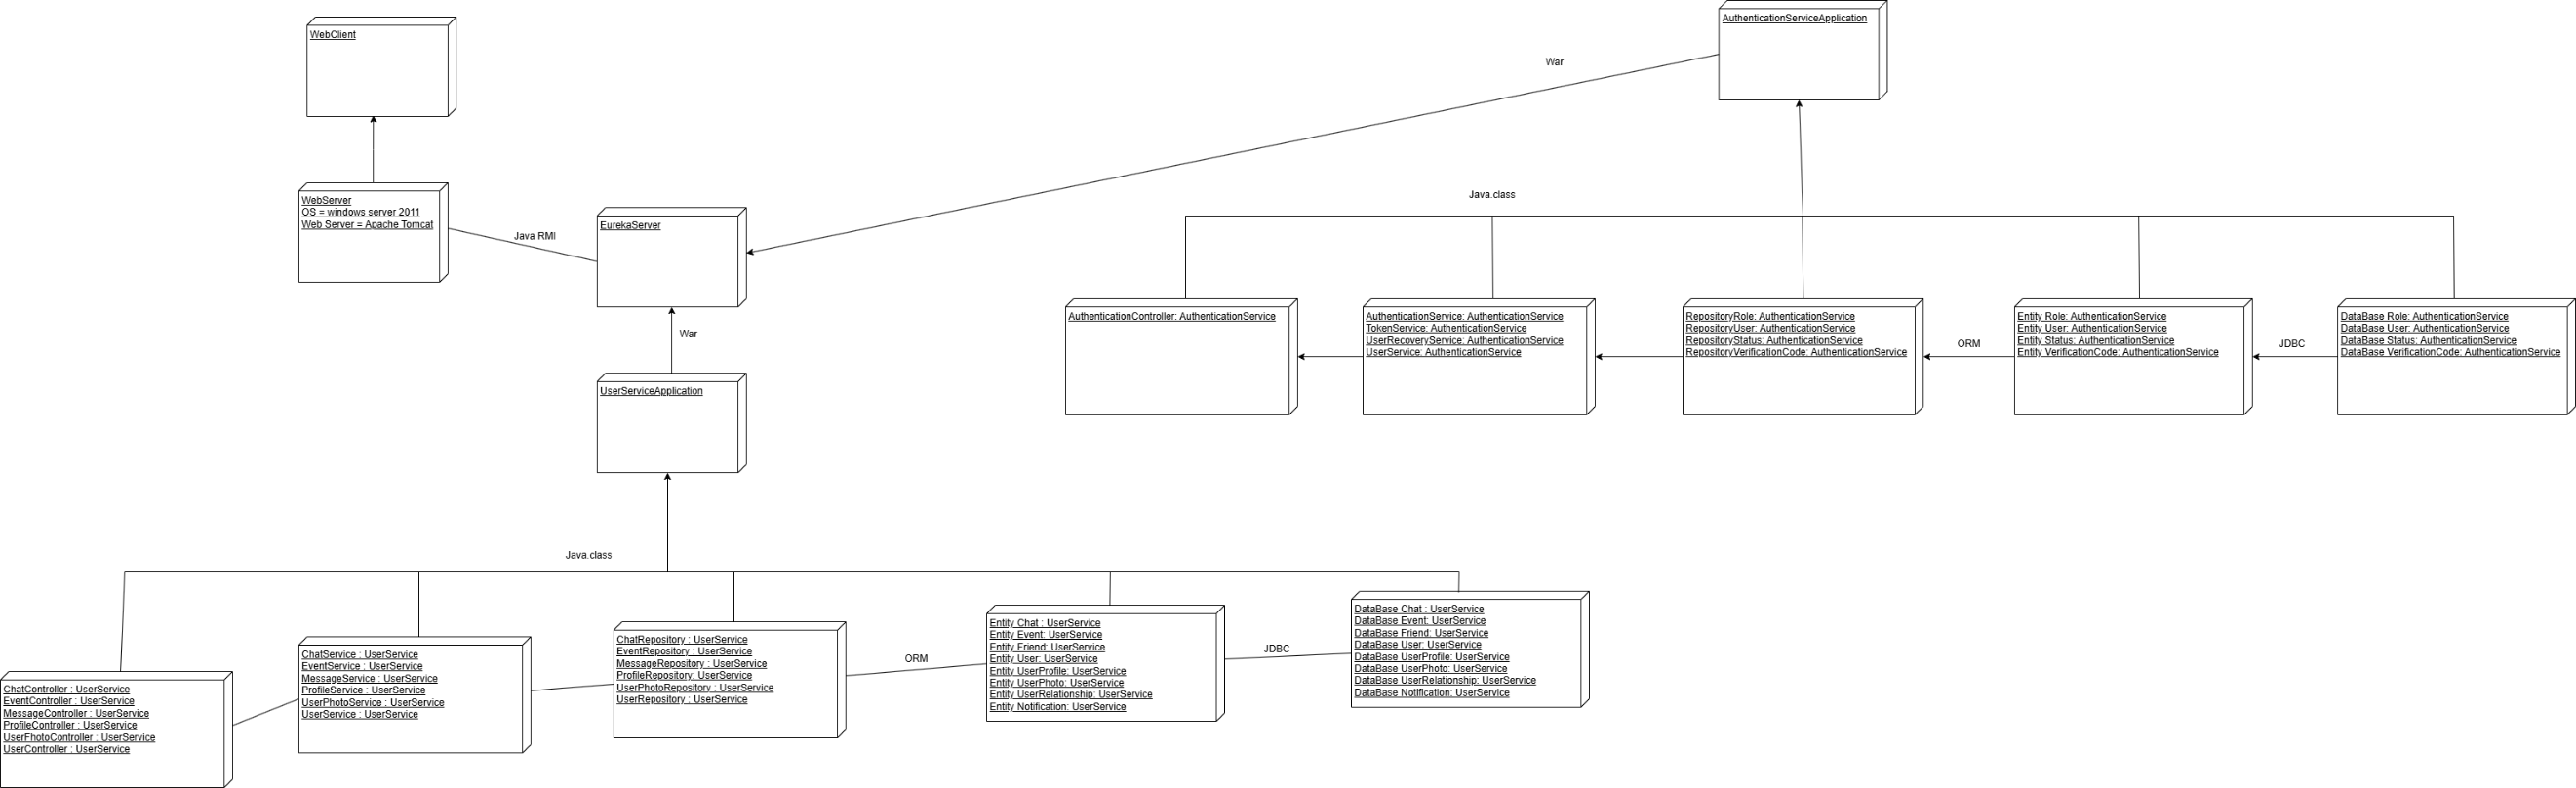 AuthenticationServiceApplication
WebClient
War
WebServer
OS = windows server 2011
Web Server = Apache Tomcat
Java RMI
EurekaServer
Java.class
AuthenticationController: AuthenticationService
AuthenticationService: AuthenticationService
TokenService: AuthenticationService
UserRecoveryService: AuthenticationService
UserService: AuthenticationService
RepositoryRole: AuthenticationService
RepositoryUser: AuthenticationService
RepositoryStatus: AuthenticationService
RepositoryVerificationCode: AuthenticationService
ORM
Entity Role: AuthenticationService
Entity User: AuthenticationService
Entity Status: AuthenticationService
Entity VerificationCode: AuthenticationService
JDBC
DataBase Role: AuthenticationService
DataBase User: AuthenticationService
DataBase Status: AuthenticationService
DataBase VerificationCode: AuthenticationService
War
UserServiceApplication
Java.class
ChatController : UserService
EventController : UserService
MessageController : UserService
ProfileController : UserService
UserFhotoController : UserService
UserController : UserService
ChatService : UserService
EventService : UserService
MessageService : UserService
ProfileService : UserService
UserPhotoService : UserService
UserService : UserService
ChatRepository : UserService
EventRepository : UserService
MessageRepository : UserService
ProfileRepository: UserService
UserPhotoRepository : UserService
UserRepository : UserService
ORM
Entity Chat : UserService
Entity Event: UserService
Entity Friend: UserService
Entity User: UserService
Entity UserProfile: UserService
Entity UserPhoto: UserService
Entity UserRelationship: UserService
Entity Notification: UserService
JDBC
DataBase Chat : UserService
DataBase Event: UserService
DataBase Friend: UserService
DataBase User: UserService
DataBase UserProfile: UserService
DataBase UserPhoto: UserService
DataBase UserRelationship: UserService
DataBase Notification: UserService